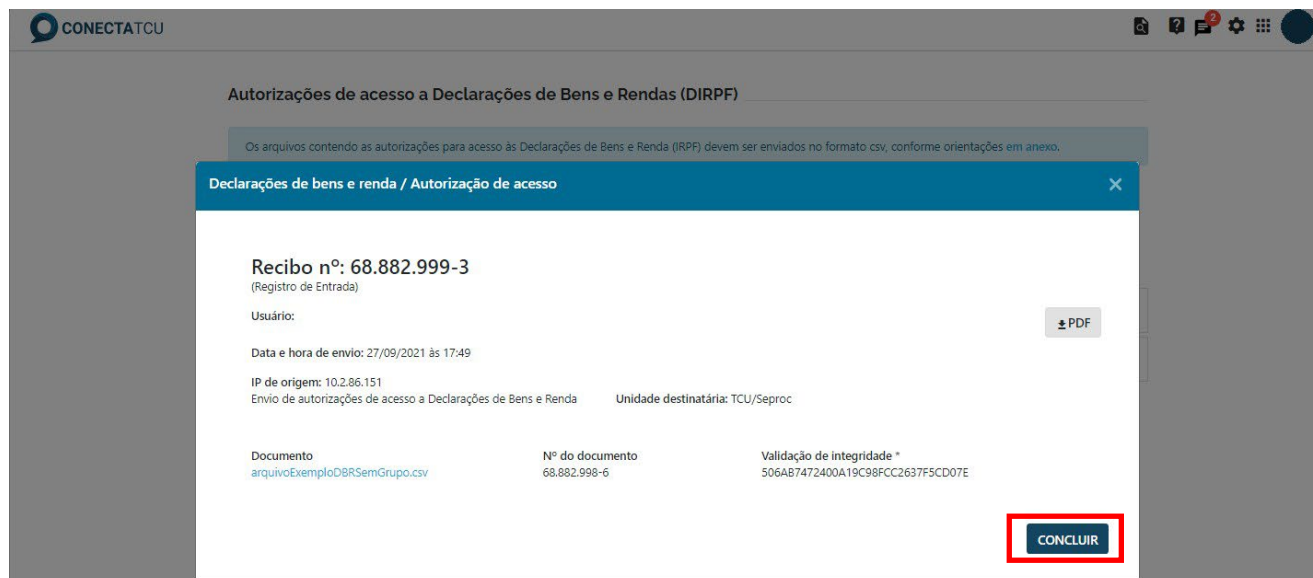 CONECTATCU
2
Autorizações de acesso a Declarações de Bens e Rendas (DIRPF)
Os arquivos contendo as autorizações para acesso às Declarações de Bens e Renda (IRPF) devem ser enviados no formato csv, conforme orientações em anexo.
Declarações de bens e renda / Autorização de acesso
Recibo nº: 68.882.999-3
(Registro de Entrada)
Usuário:
PDF
Data e hora de envio: 27/09/2021 às 17:49
IP de origem: 10.2.86.151
Envio de autorizações de acesso a Declarações de Bens e Renda Unidade destinatária: TCU/Seproc
Documento Nº do documento Validação de integridade *
arquivoExemploDBRSemGrupo.csv 68.882.998-6 506AB7472400A19C98FCC2637F5CD07E
CONCLUIR